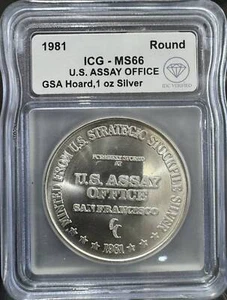 1981 Round
ICG - MS66
U.S. ASSAY OFFICE
GSA Hoard,1 oz Silver
MINTED FROM U.S. STRATEGIC STOCKPILE SILVER
FORMERLY STORED
AT
U.S. ASSAY
OFFICE
SAN FRANCISCO
CC
1981